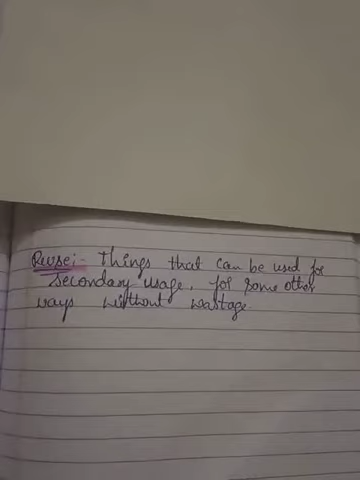 Reuse:- Things that can be used for
Secondary usage, for some other
ways without wastage